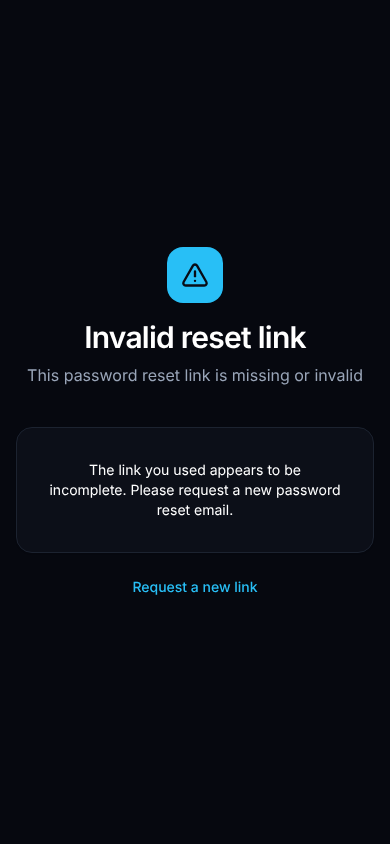 Invalid reset link
This password reset link is missing or invalid
The link you used appears to be
incomplete. Please request a new password
reset email.
Request a new link